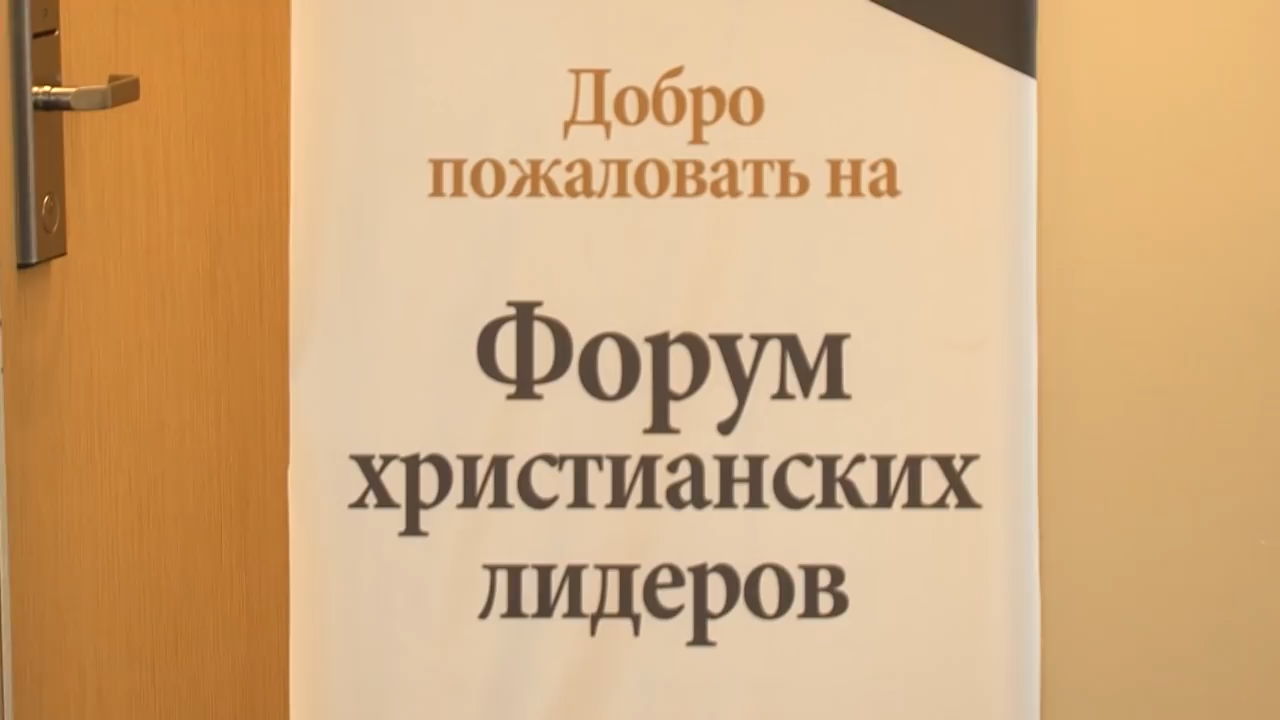 Добро
пожаловать на
Форум
христианских
лидеров